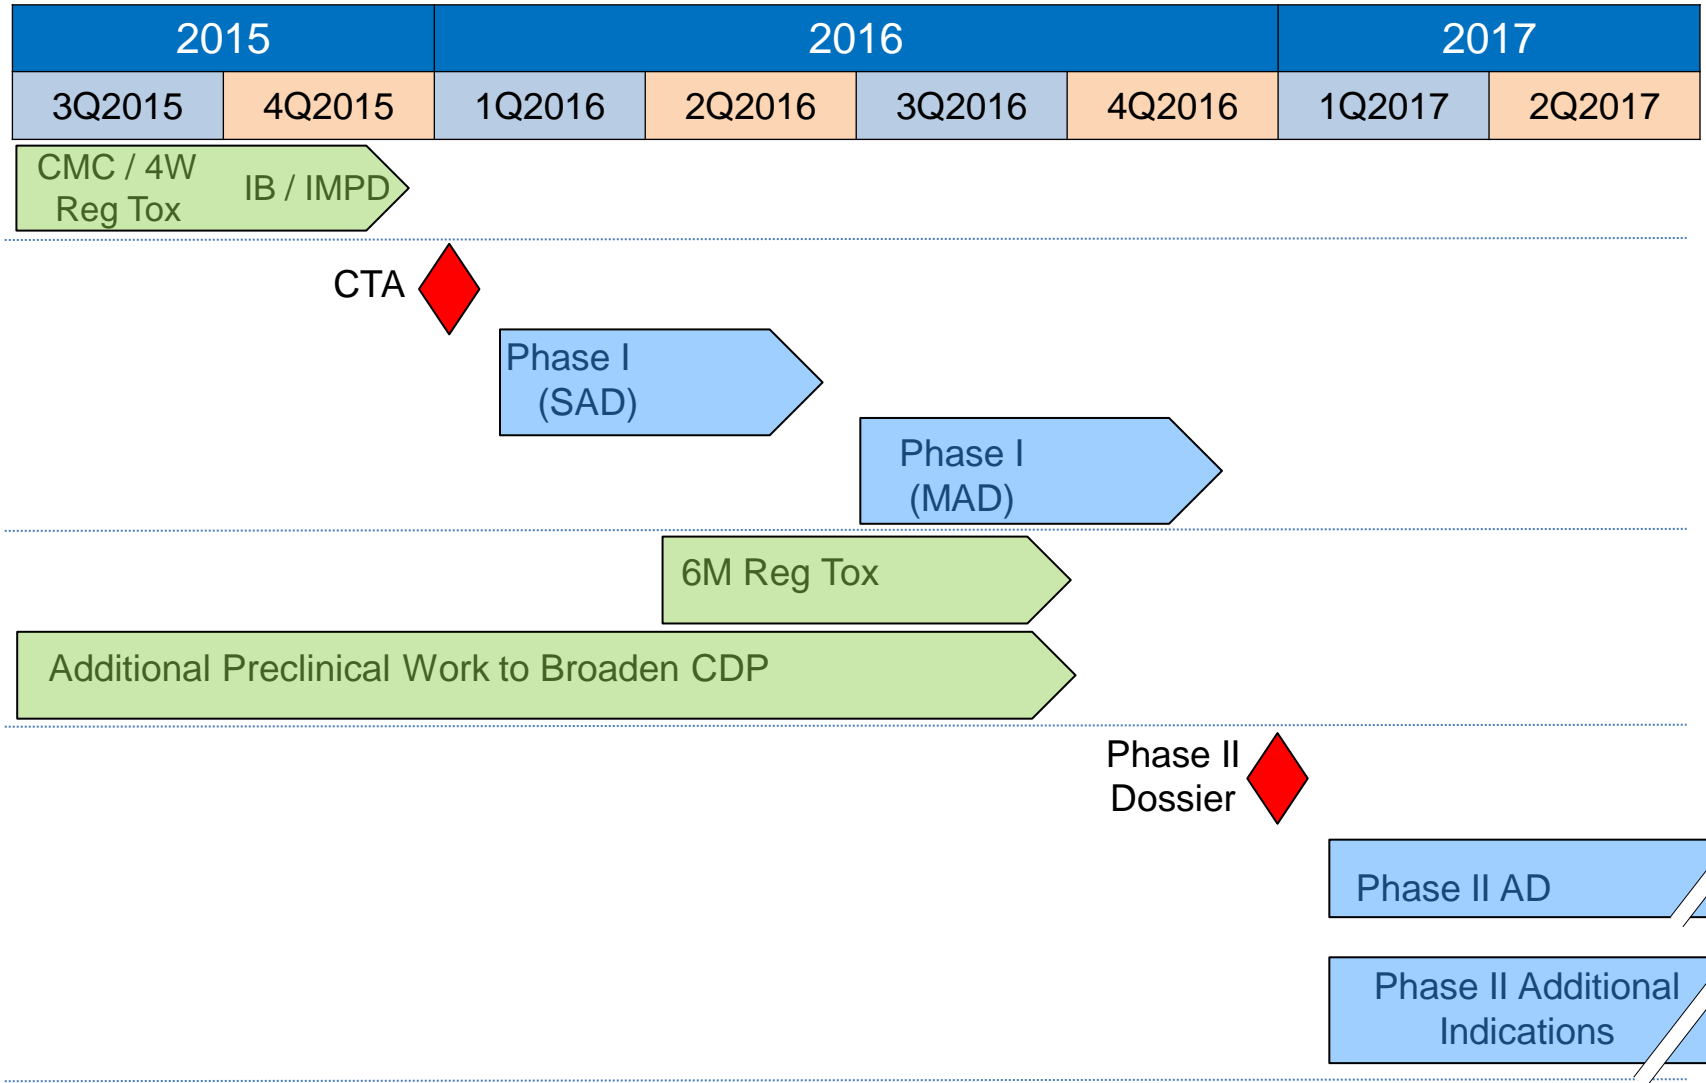 2015 2016 2017
3Q2015 4Q2015 1Q2016 2Q2016 3Q2016 4Q2016 1Q2017 2Q2017
CMC / 4W
Reg Tox
IB / IMPD
CTA
Phase I
(SAD)
Phase I
(MAD)
6M Reg Tox
Additional Preclinical Work to Broaden CDP
Phase II
Dossier
Phase II AD
Phase II Additional
Indications